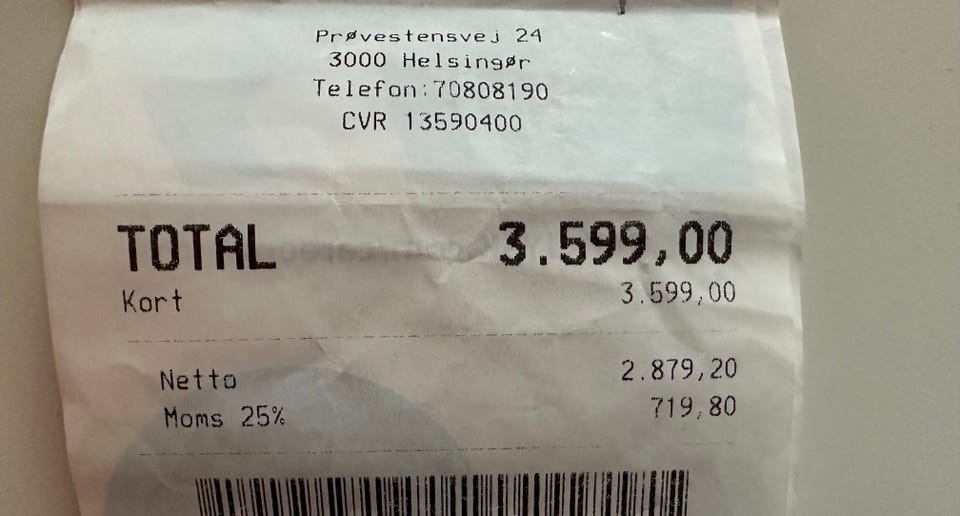 Prøvestensvej 24
3000 Helsingør
Telefon:70808190
CVR 13590400
TOTAL 3.599,00
Kort 3.599,00
Netto 2.879,20
Moms 25% 719,80